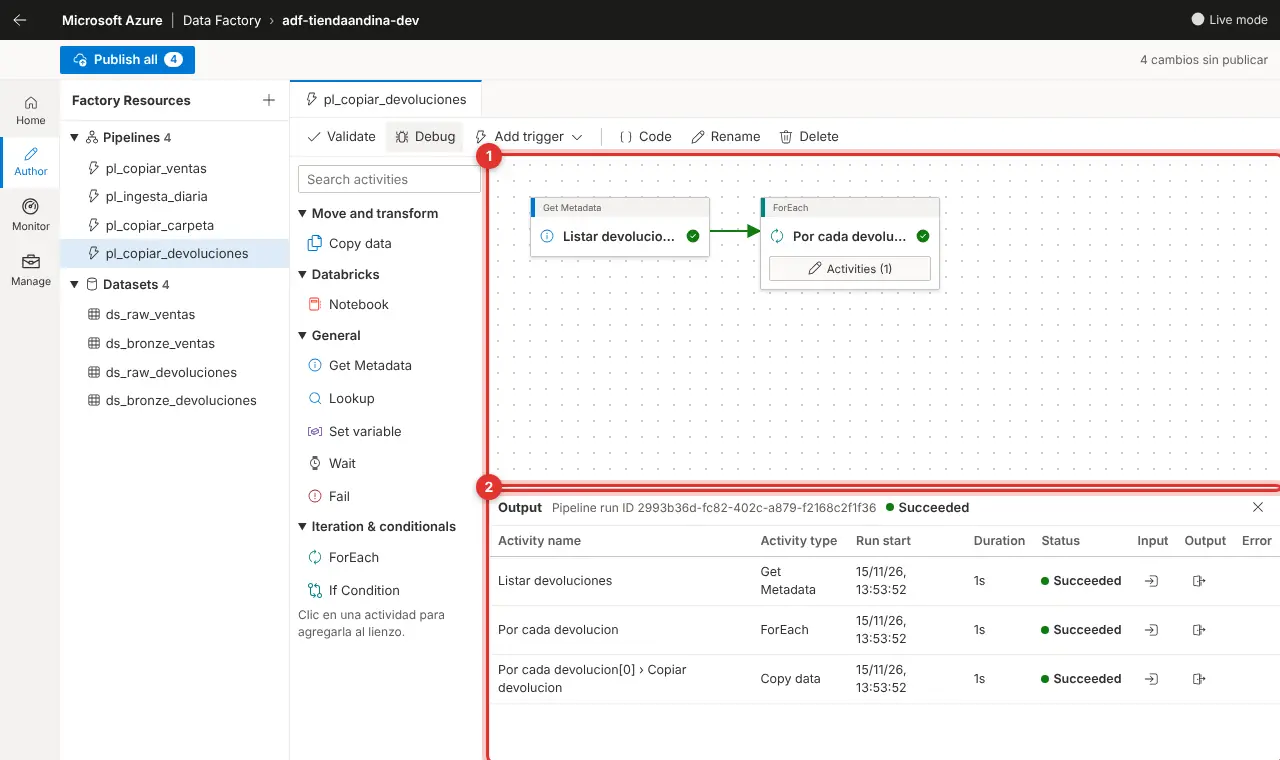 Microsoft Azure | Data Factory › adf-tiendaandina-dev
Live mode
Publish all 4
4 cambios sin publicar
Home
Author
Monitor
Manage
Factory Resources
Pipelines 4
pl_copiar_ventas
pl_ingesta_diaria
pl_copiar_carpeta
pl_copiar_devoluciones
Datasets 4
ds_raw_ventas
ds_bronze_ventas
ds_raw_devoluciones
ds_bronze_devoluciones
pl_copiar_devoluciones
Validate
Debug
Add trigger
Code
Rename
Delete
Search activities
Move and transform
Copy data
Databricks
Notebook
General
Get Metadata
Lookup
Set variable
Wait
Fail
Iteration & conditionals
ForEach
If Condition
Clic en una actividad para
agregarla al lienzo.
1
Get Metadata
Listar devolucio...
ForEach
Por cada devolu...
Activities (1)
2
Output Pipeline run ID 2993b36d-fc82-402c-a879-f2168c2f1f36 Succeeded
Activity name Activity type Run start Duration Status Input Output Error
Listar devoluciones Get Metadata 15/11/26, 13:53:52 1s Succeeded
Por cada devolucion ForEach 15/11/26, 13:53:52 1s Succeeded
Por cada devolucion[0] › Copiar devolucion Copy data 15/11/26, 13:53:52 1s Succeeded